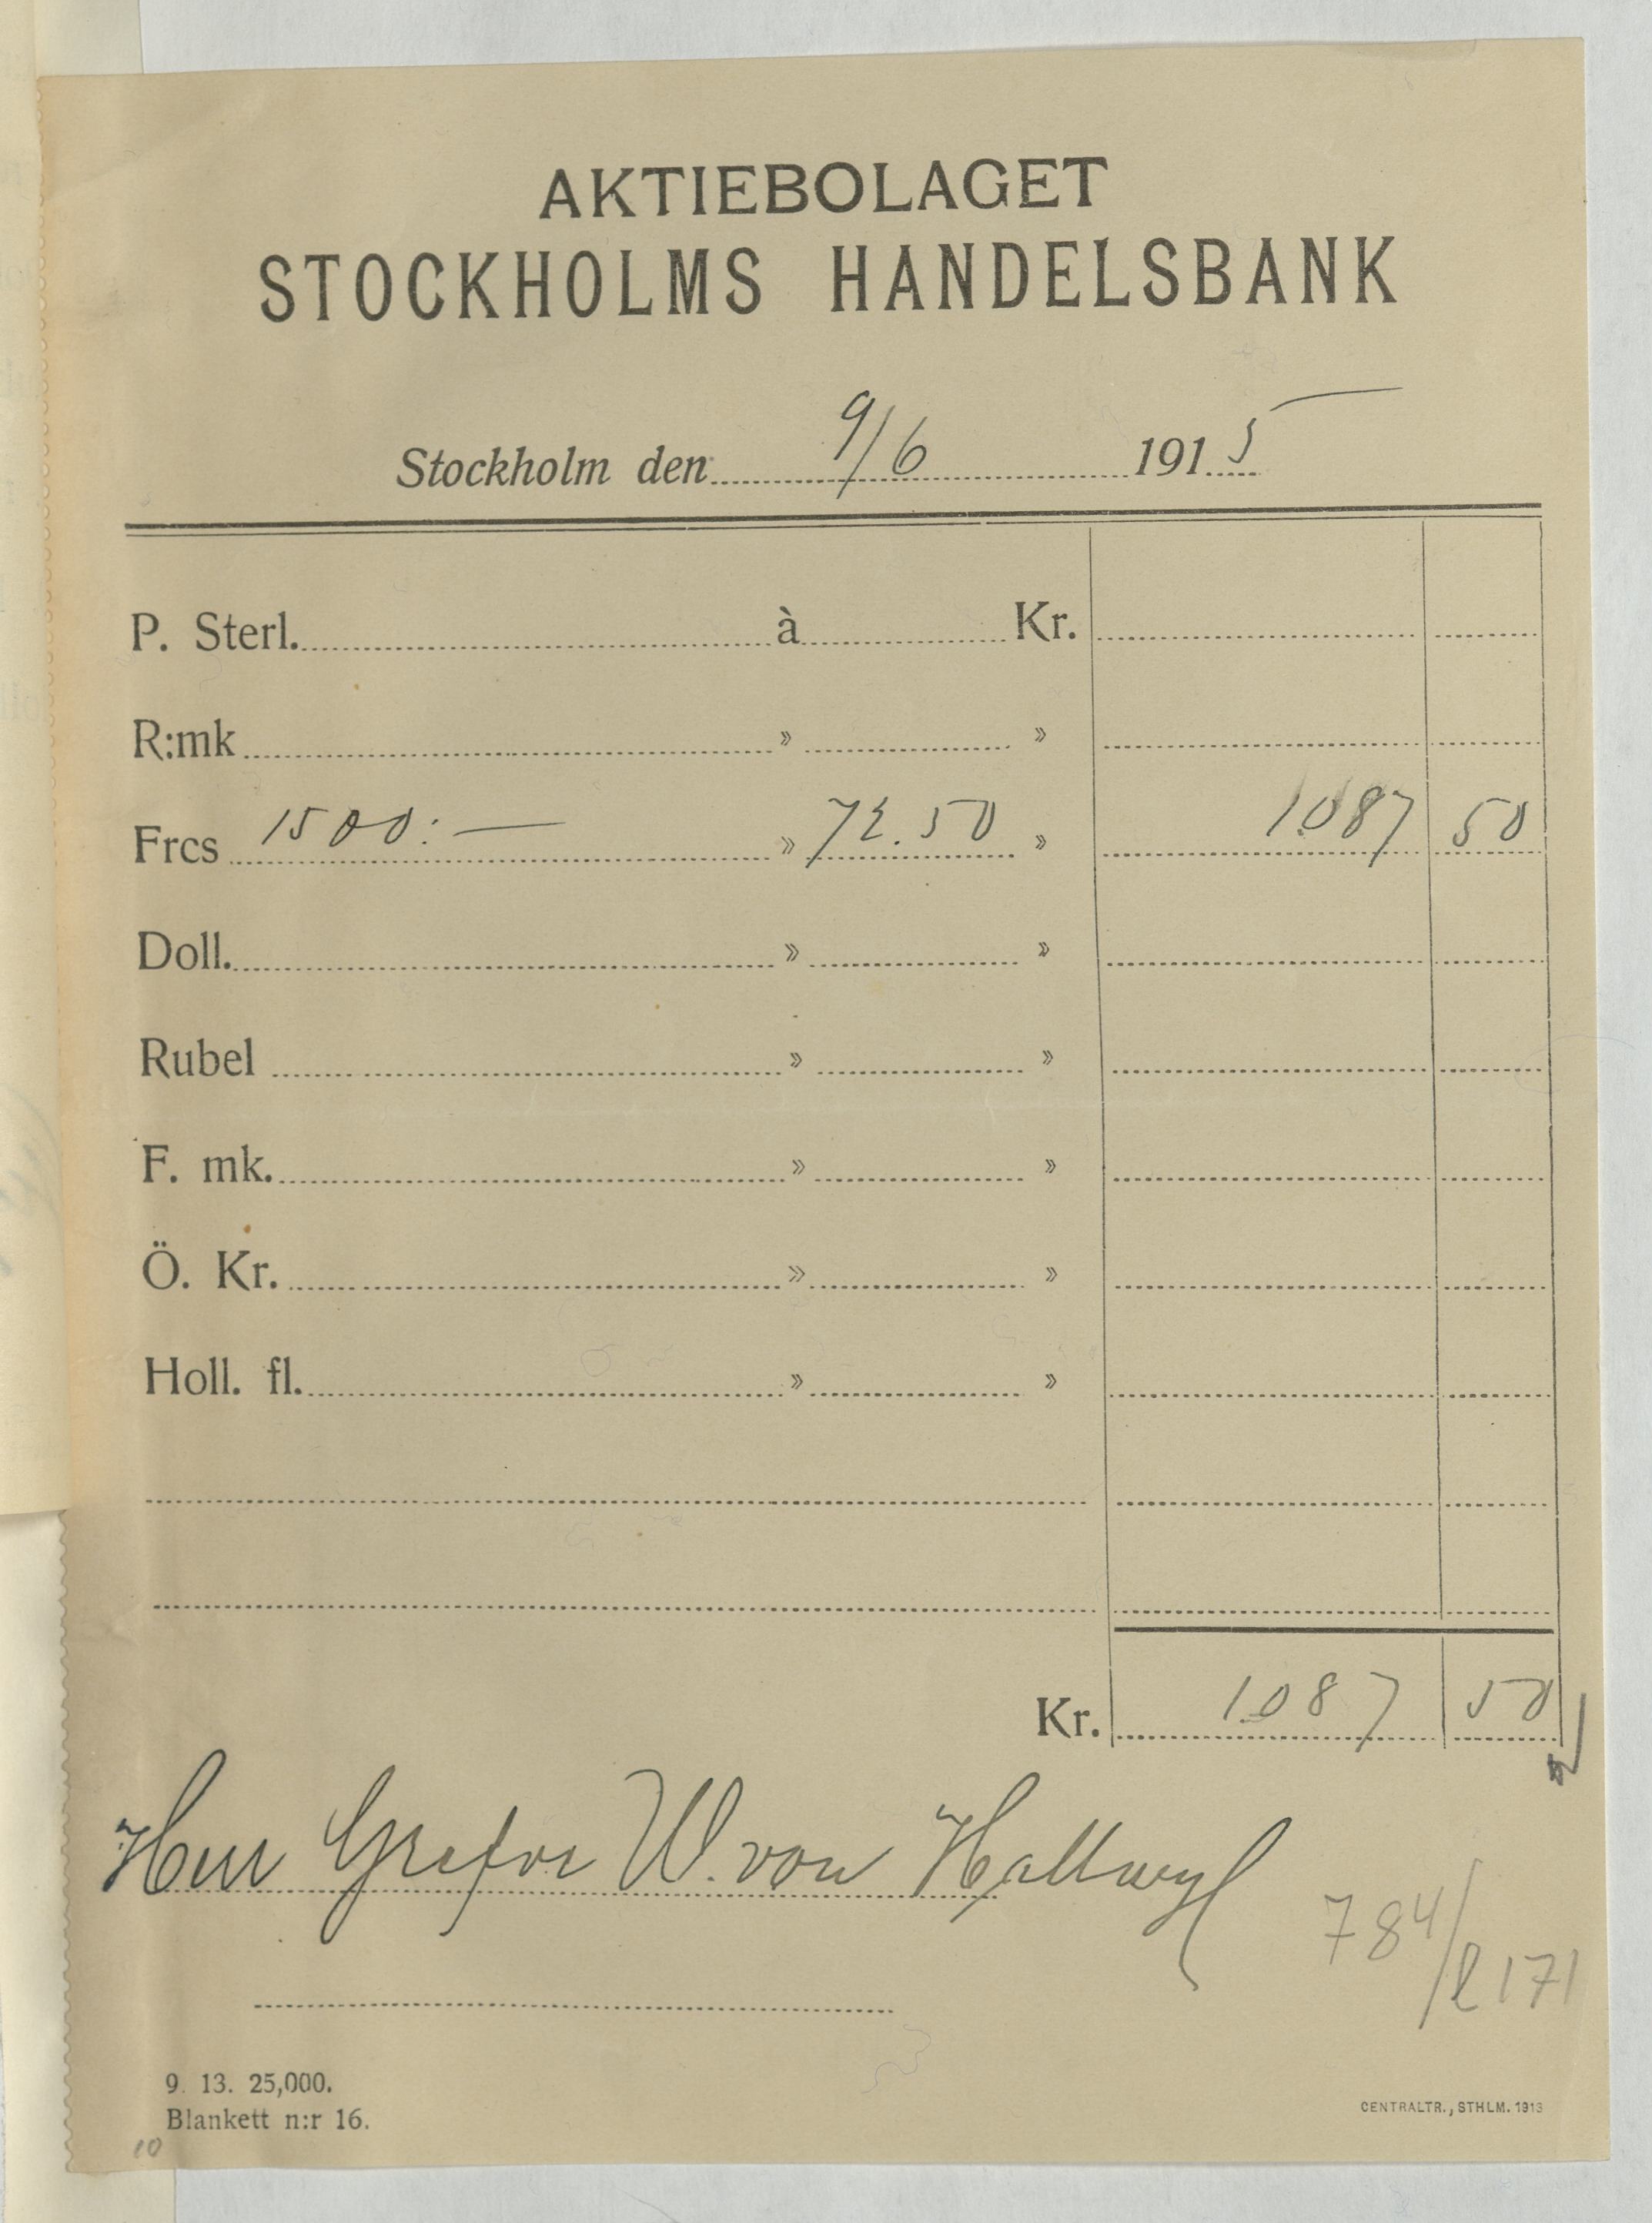 AKTIEBOLAGET
STOCKHOLMS HANDELSBANK
Stockholm den 9/6 1915
P. Sterl. à Kr.
R:mk » »
Frcs 1500:— » 72.50 » 1087 50
Doll. » »
Rubel » »
F. mk. » »
Ö. Kr. » »
Holl. fl. » »
Kr. 1087 50
Herr Grefve W. von Hallwyl
784/l171
9. 13. 25,000.
Blankett n:r 16.
CENTRALTR., STHLM. 1913
10